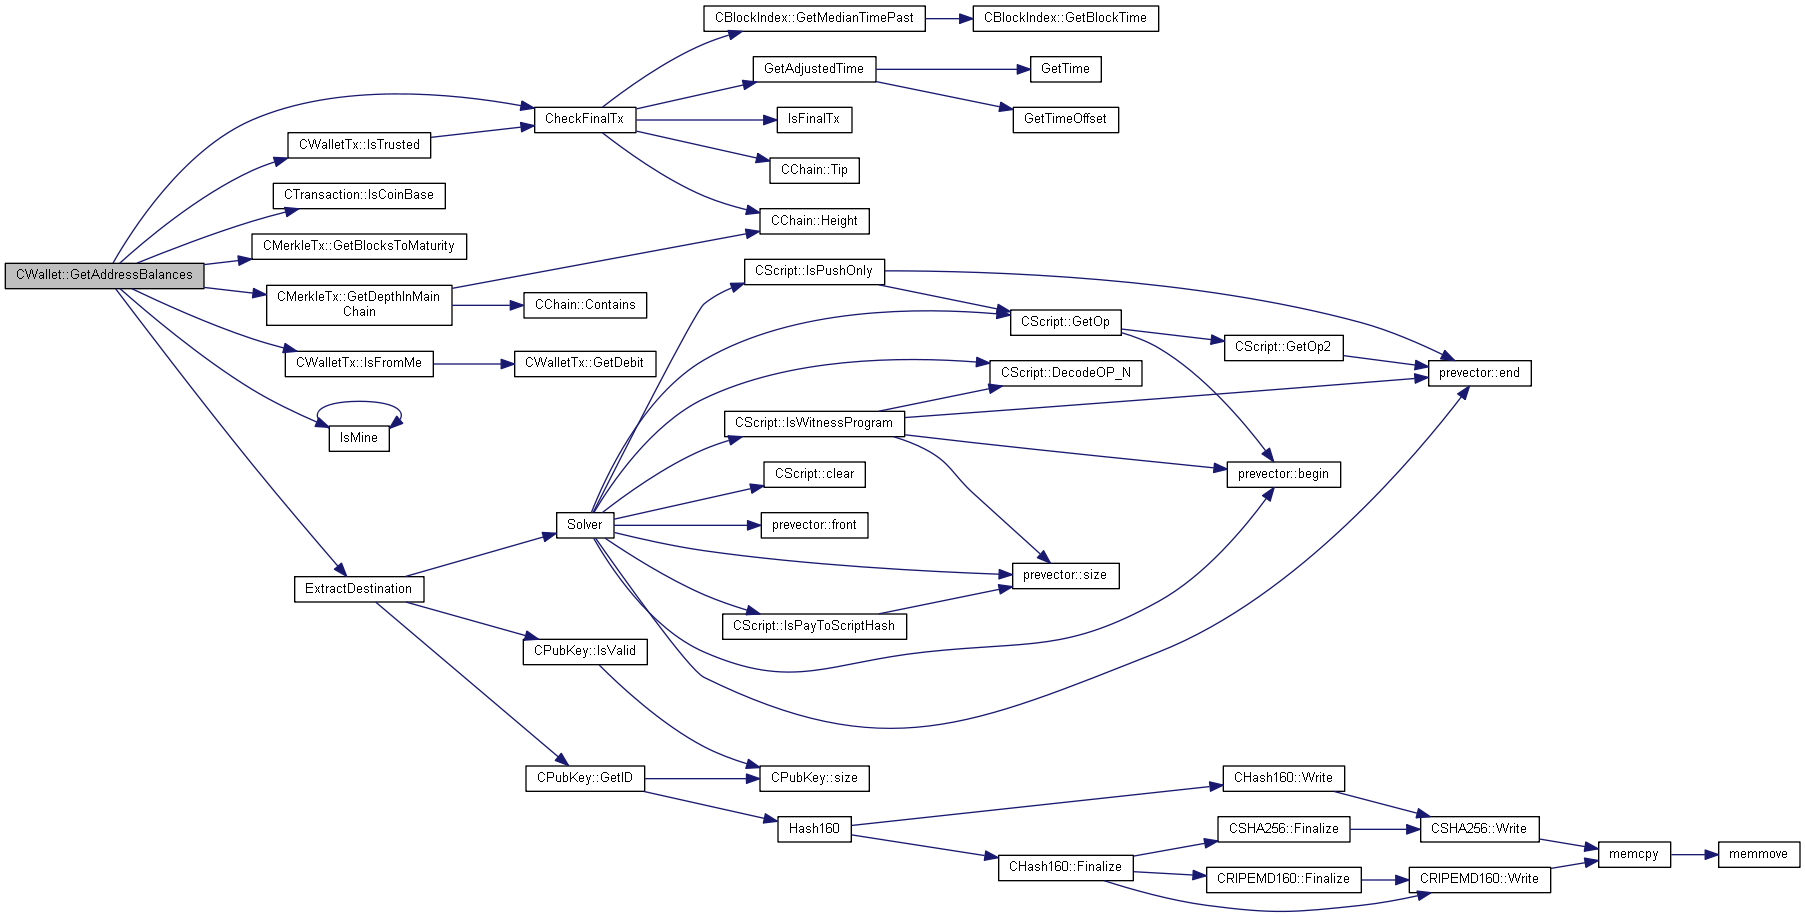 CBlockIndex::GetMedianTimePast
CBlockIndex::GetBlockTime
GetAdjustedTime
GetTime
CheckFinalTx
IsFinalTx
GetTimeOffset
CWalletTx::IsTrusted
CChain::Tip
CTransaction::IsCoinBase
CChain::Height
CMerkleTx::GetBlocksToMaturity
CWallet::GetAddressBalances
CScript::IsPushOnly
CMerkleTx::GetDepthInMain
Chain
CChain::Contains
CScript::GetOp
CScript::GetOp2
CWalletTx::IsFromMe
CWalletTx::GetDebit
CScript::DecodeOP_N
prevector::end
CScript::IsWitnessProgram
IsMine
CScript::clear
prevector::begin
Solver
prevector::front
prevector::size
ExtractDestination
CScript::IsPayToScriptHash
CPubKey::IsValid
CPubKey::GetID
CPubKey::size
CHash160::Write
Hash160
CSHA256::Finalize
CSHA256::Write
memcpy
memmove
CHash160::Finalize
CRIPEMD160::Finalize
CRIPEMD160::Write